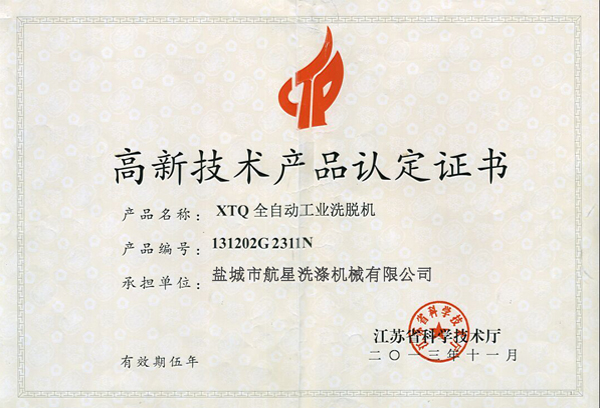 高新技术产品认定证书
产品名称： XTQ 全自动工业洗脱机
产品编号： 131202G2311N
承担单位： 盐城市航星洗涤机械有限公司
江苏省科学技术厅
有效期伍年
二〇一三年十一月